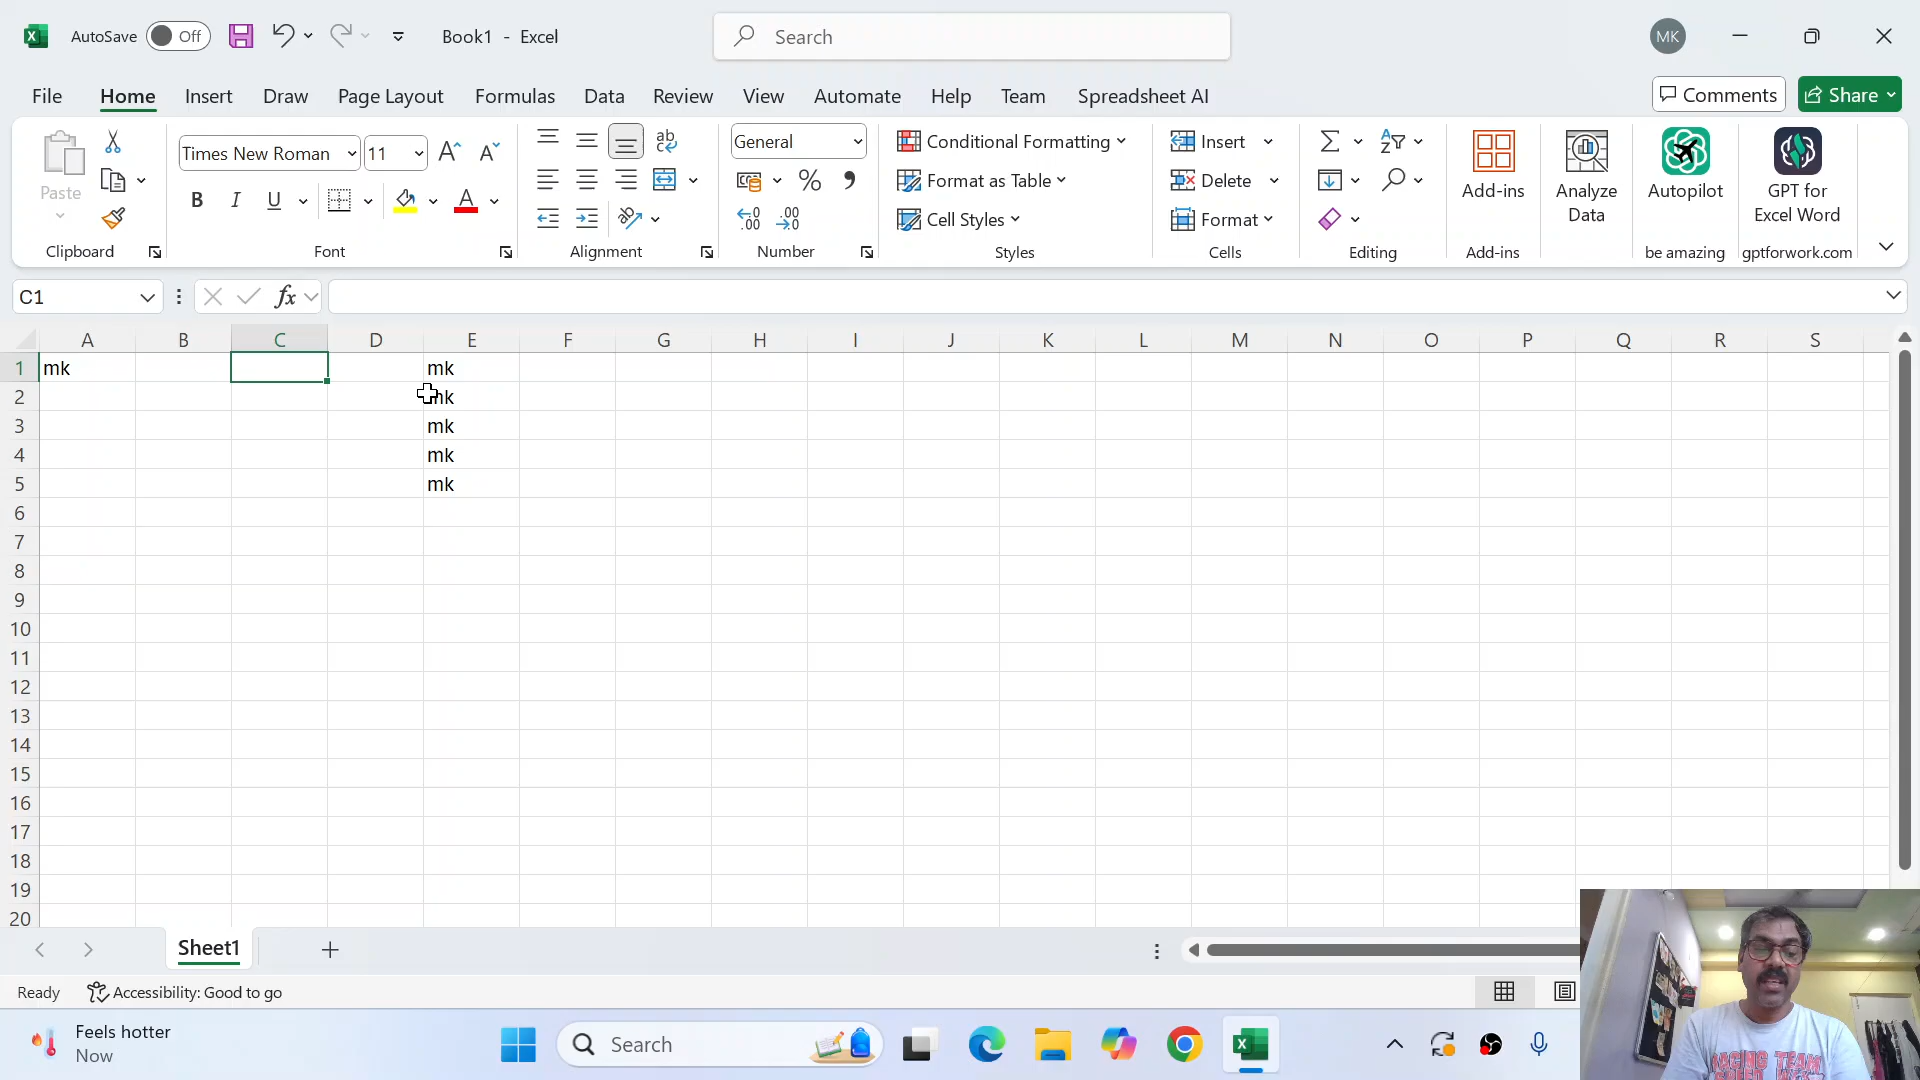 AutoSave Off Book1 - Excel Search MK
File Home Insert Draw Page Layout Formulas Data Review View Automate Help Team Spreadsheet AI Comments Share
Paste Times New Roman 11 General Conditional Formatting Insert
B I U Format as Table Delete Add-ins Analyze Data Autopilot GPT for Excel Word
Cell Styles Format
Clipboard Font Alignment Number Styles Cells Editing Add-ins be amazing gptforwork.com
C1 fx
A B C D E F G H I J K L M N O P Q R S
1 mk mk
2 mk
3 mk
4 mk
5 mk
6
7
8
9
10
11
12
13
14
15
16
17
18
19
20
Sheet1
Ready Accessibility: Good to go
Feels hotter
Now
Search
RACING TEAM